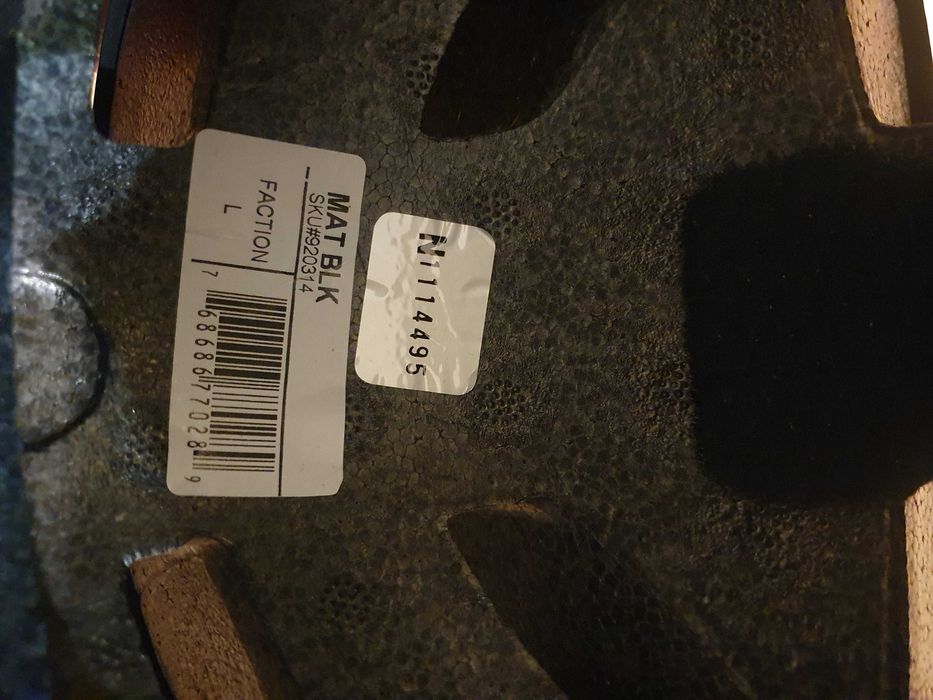 MAT BLK
SKU#920314
FACTION
L
7 68686 77028 9
N1114495